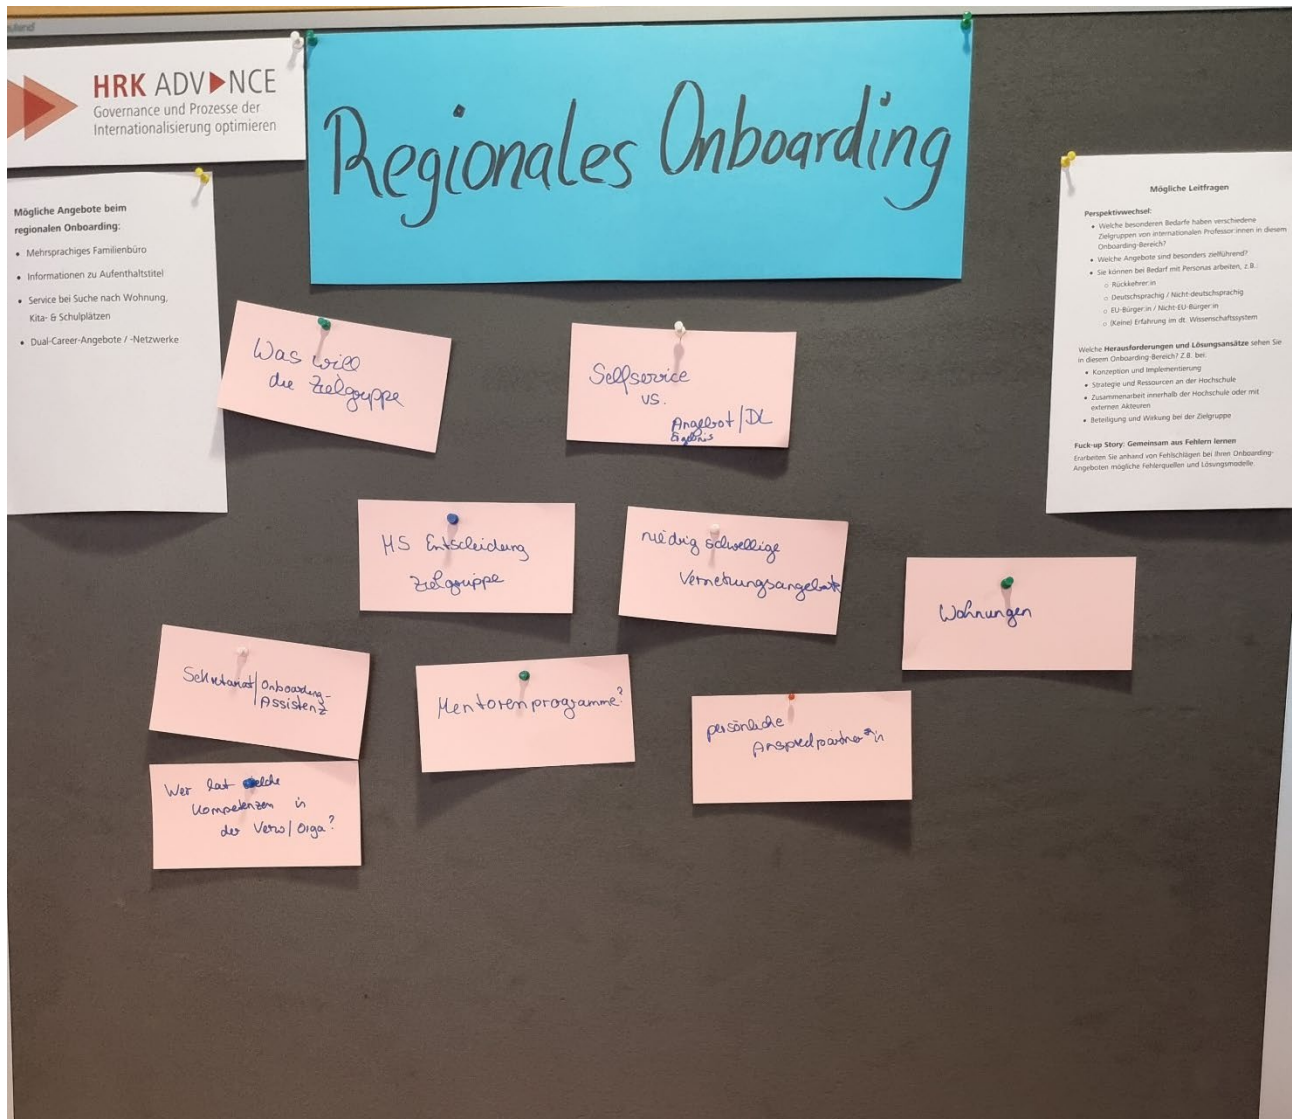 HRK ADVANCE
Governance und Prozesse der
Internationalisierung optimieren
Regionales Onboarding
Mögliche Angebote beim
regionalen Onboarding:
• Mehrsprachiges Familienbüro
• Informationen zu Aufenthaltstitel
• Service bei Suche nach Wohnung,
Kita- & Schulplätzen
• Dual-Career-Angebote / -Netzwerke
Mögliche Leitfragen
Perspektivwechsel:
• Welche besonderen Bedarfe haben verschiedene
Zielgruppen von internationalen Professor:innen in diesem
Onboarding-Bereich?
• Welche Angebote sind besonders zielführend?
• Sie können bei Bedarf mit Personas arbeiten, z.B.:
○ Rückkehrer:in
○ Deutschsprachig / Nicht-deutschsprachig
○ EU-Bürger:in / Nicht-EU-Bürger:in
○ (Keine) Erfahrung im dt. Wissenschaftssystem
Welche Herausforderungen und Lösungsansätze sehen Sie
in diesem Onboarding-Bereich? Z.B. bei:
• Konzeption und Implementierung
• Strategie und Ressourcen an der Hochschule
• Zusammenarbeit innerhalb der Hochschule oder mit
externen Akteuren
• Beteiligung und Wirkung bei der Zielgruppe
Fuck-up Story: Gemeinsam aus Fehlern lernen
Erarbeiten Sie anhand von Fehlschlägen bei Ihren Onboarding-
Angeboten mögliche Fehlerquellen und Lösungsmodelle
Was will
die Zielgruppe
Selfservice
vs.
Angebot/DL
HS Entscheidung
Zielgruppe
niedrig schwellige
Vernetzungsangebote
Wohnungen
Sekretariat/Onboarding-
Assistenz
Mentorenprogramme?
persönliche
Ansprechpartner*in
Wer hat welche
Kompetenzen in
der Verw/Orga?